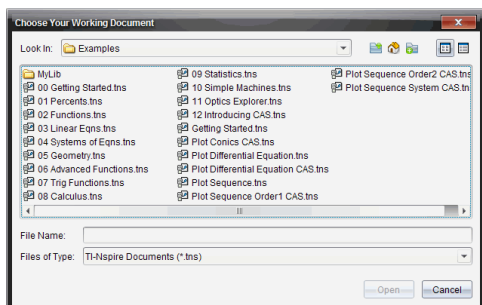 Choose Your Working Document
Look In: Examples
MyLib
00 Getting Started.tns
01 Percents.tns
02 Functions.tns
03 Linear Eqns.tns
04 Systems of Eqns.tns
05 Geometry.tns
06 Advanced Functions.tns
07 Trig Functions.tns
08 Calculus.tns
09 Statistics.tns
10 Simple Machines.tns
11 Optics Explorer.tns
12 Introducing CAS.tns
Getting Started.tns
Plot Conics CAS.tns
Plot Differential Equation.tns
Plot Differential Equation CAS.tns
Plot Sequence.tns
Plot Sequence Order1 CAS.tns
Plot Sequence Order2 CAS.tns
Plot Sequence System CAS.tn
File Name:
Files of Type: TI-Nspire Documents (*.tns)
Open Cancel